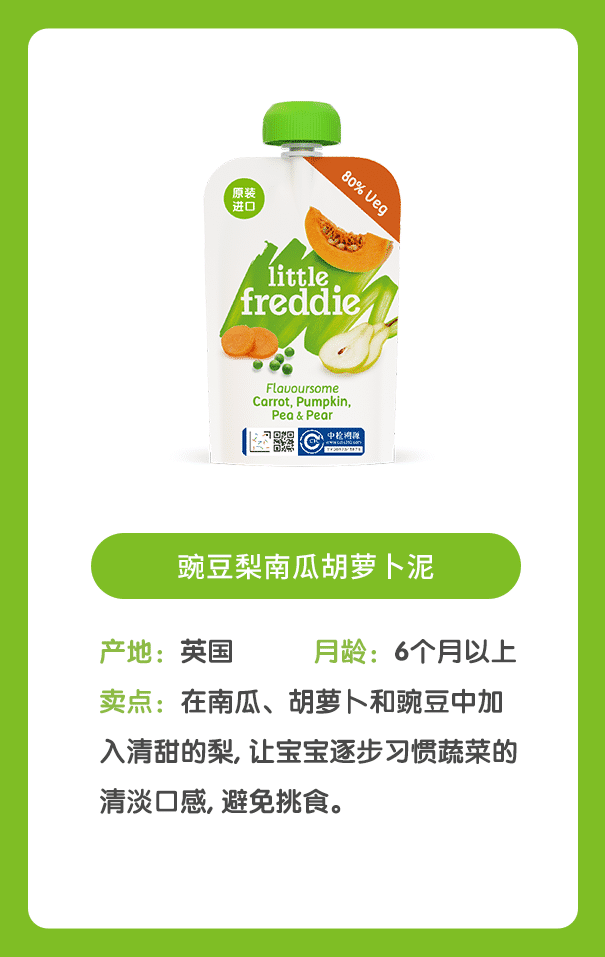 原装
进口
80% Veg
little
freddie
Flavoursome
Carrot, Pumpkin,
Pea & Pear
中检溯源
豌豆梨南瓜胡萝卜泥
产地：英国 月龄：6个月以上
卖点：在南瓜、胡萝卜和豌豆中加
入清甜的梨, 让宝宝逐步习惯蔬菜的
清淡口感, 避免挑食。